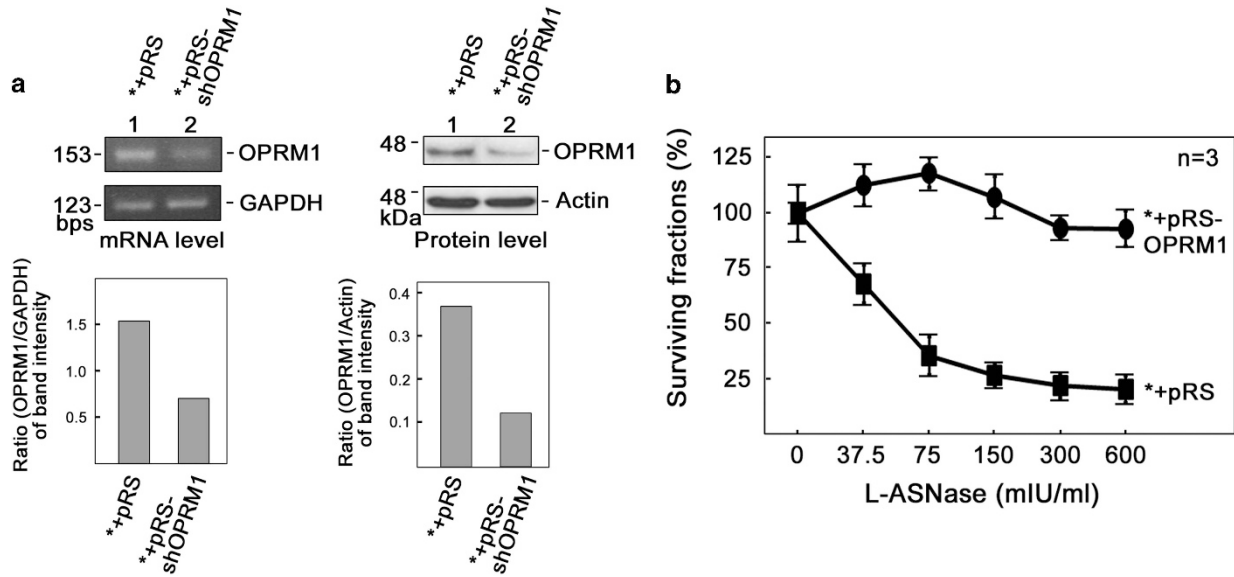 a
*+pRS
*+pRS-
shOPRM1
1 2
153
OPRM1
123
bps
GAPDH
mRNA level
Ratio (OPRM1/GAPDH)
of band intensity
1.5
1.0
0.5
*+pRS
*+pRS-
shOPRM1
*+pRS
*+pRS-
shOPRM1
1 2
48
OPRM1
48
kDa
Actin
Protein level
Ratio (OPRM1/Actin)
of band intensity
0.4
0.3
0.1
*+pRS
*+pRS-
shOPRM1
b
Surviving fractions (%)
125
100
75
50
25
n=3
*+pRS-
OPRM1
*+pRS
0 37.5 75 150 300 600
L-ASNase (mIU/ml)